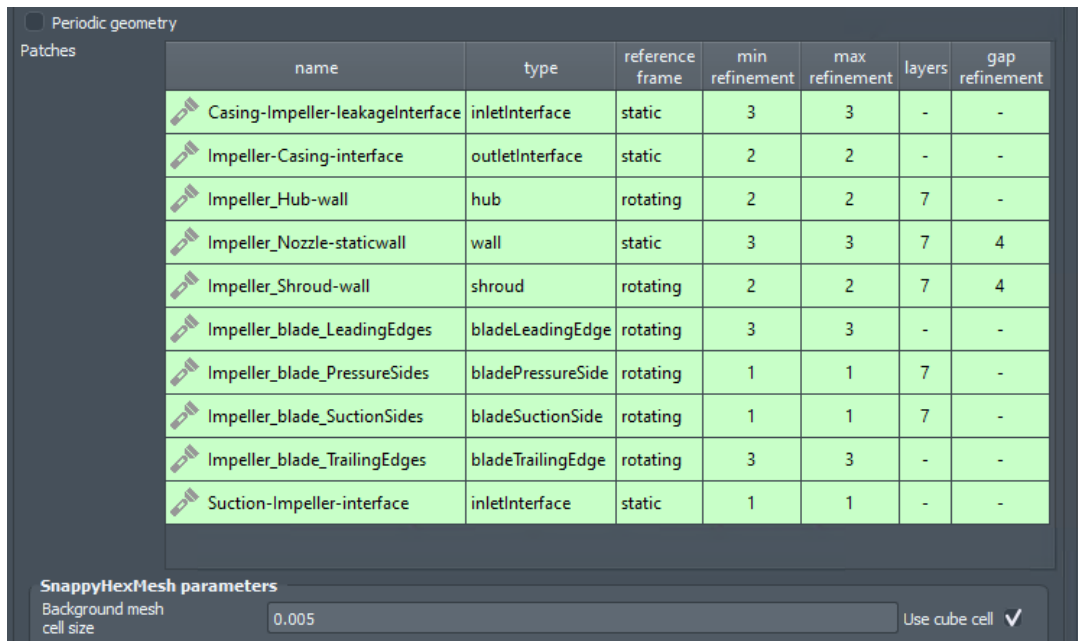 Periodic geometry
Patches
name type reference frame min refinement max refinement layers gap refinement
Casing-Impeller-leakageInterface inletInterface static 3 3 - -
Impeller-Casing-interface outletInterface static 2 2 - -
Impeller_Hub-wall hub rotating 2 2 7 -
Impeller_Nozzle-staticwall wall static 3 3 7 4
Impeller_Shroud-wall shroud rotating 2 2 7 4
Impeller_blade_LeadingEdges bladeLeadingEdge rotating 3 3 - -
Impeller_blade_PressureSides bladePressureSide rotating 1 1 7 -
Impeller_blade_SuctionSides bladeSuctionSide rotating 1 1 7 -
Impeller_blade_TrailingEdges bladeTrailingEdge rotating 3 3 - -
Suction-Impeller-interface inletInterface static 1 1 - -
SnappyHexMesh parameters
Background mesh cell size 0.005 Use cube cell